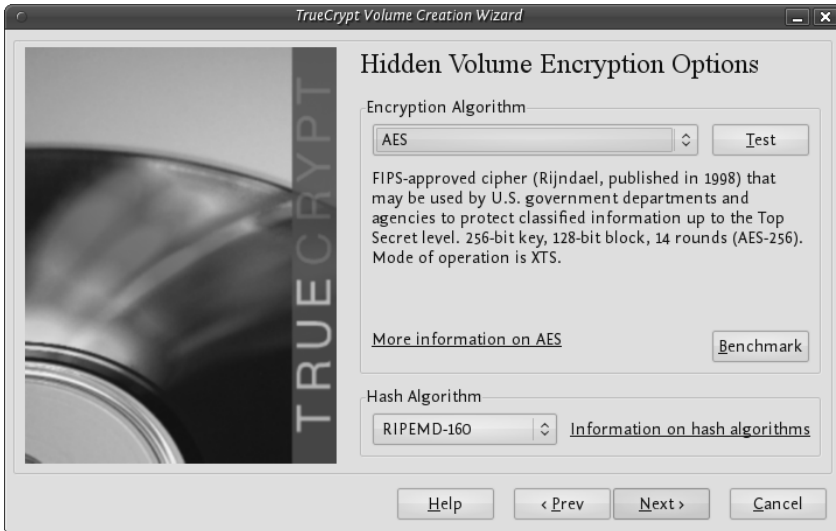 TrueCrypt Volume Creation Wizard
TRUECRYPT
Hidden Volume Encryption Options
Encryption Algorithm
AES
Test
FIPS-approved cipher (Rijndael, published in 1998) that
may be used by U.S. government departments and
agencies to protect classified information up to the Top
Secret level. 256-bit key, 128-bit block, 14 rounds (AES-256).
Mode of operation is XTS.
More information on AES
Benchmark
Hash Algorithm
RIPEMD-160
Information on hash algorithms
Help
< Prev
Next >
Cancel